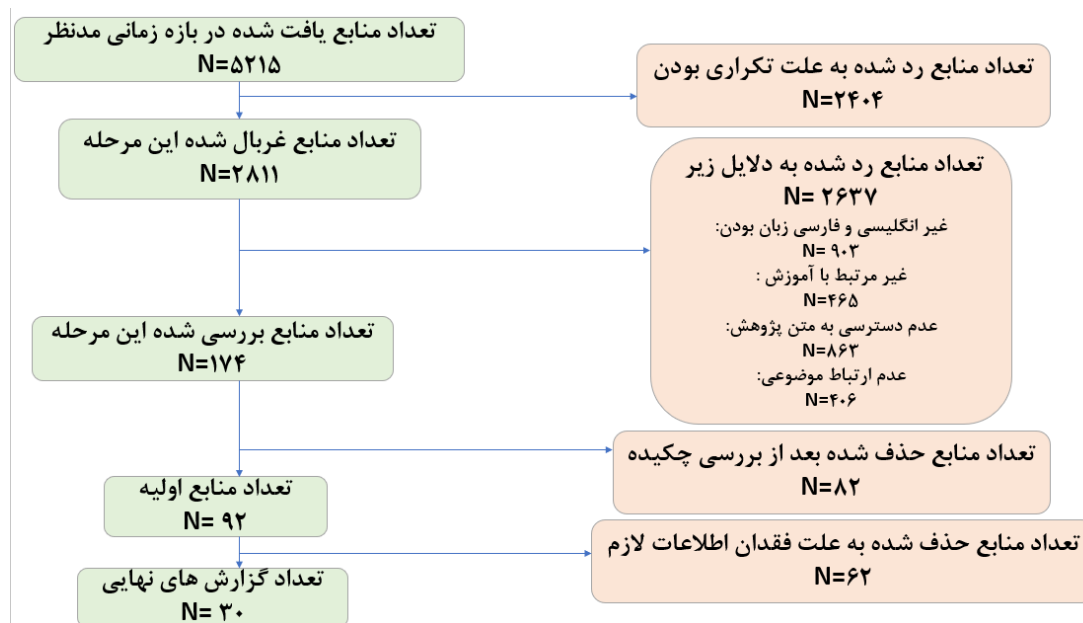 تعداد منابع یافت شده در بازه زمانی مدنظر
N=۵۲۱۵
تعداد منابع رد شده به علت تکراری بودن
N=۲۴۰۴
تعداد منابع غربال شده این مرحله
N=۲۸۱۱
تعداد منابع رد شده به دلایل زیر
N= ۲۶۳۷
غیر انگلیسی و فارسی زبان بودن:
N= ۹۰۳
غیر مرتبط با آموزش :
N=۴۶۵
عدم دسترسی به متن پژوهش:
N=۸۶۳
عدم ارتباط موضوعی:
N=۴۰۶
تعداد منابع بررسی شده این مرحله
N=۱۷۴
تعداد منابع حذف شده بعد از بررسی چکیده
N=۸۲
تعداد منابع اولیه
N= ۹۲
تعداد منابع حذف شده به علت فقدان اطلاعات لازم
N=۶۲
تعداد گزارش های نهایی
N= ۳۰